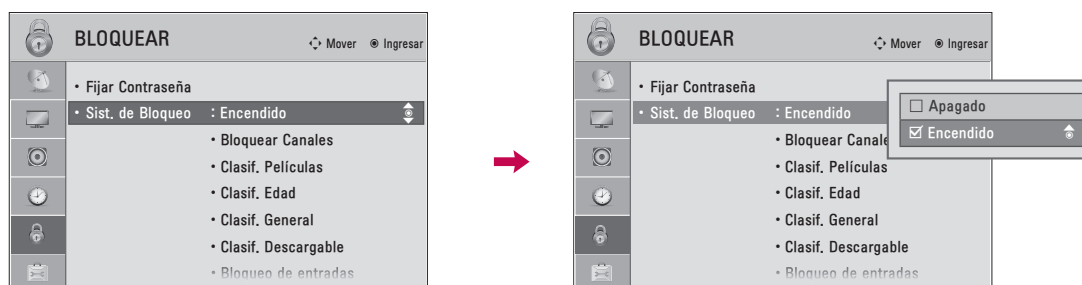 BLOQUEAR
Mover Ingresar
• Fijar Contraseña
• Sist. de Bloqueo : Encendido
• Bloquear Canales
• Clasif. Películas
• Clasif. Edad
• Clasif. General
• Clasif. Descargable
• Bloqueo de entradas
BLOQUEAR
Mover Ingresar
• Fijar Contraseña
• Sist. de Bloqueo : Encendido
• Bloquear Canale
• Clasif. Películas
• Clasif. Edad
• Clasif. General
• Clasif. Descargable
• Bloqueo de entradas
☐ Apagado
☑ Encendido